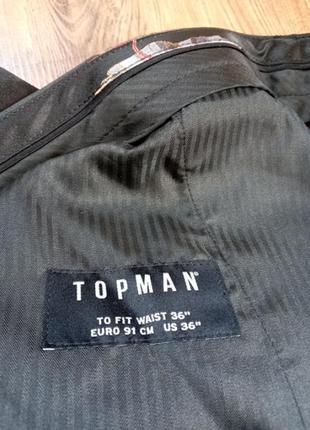 TOPMAN®
TO FIT WAIST 36"
EURO 91 CM US 36"